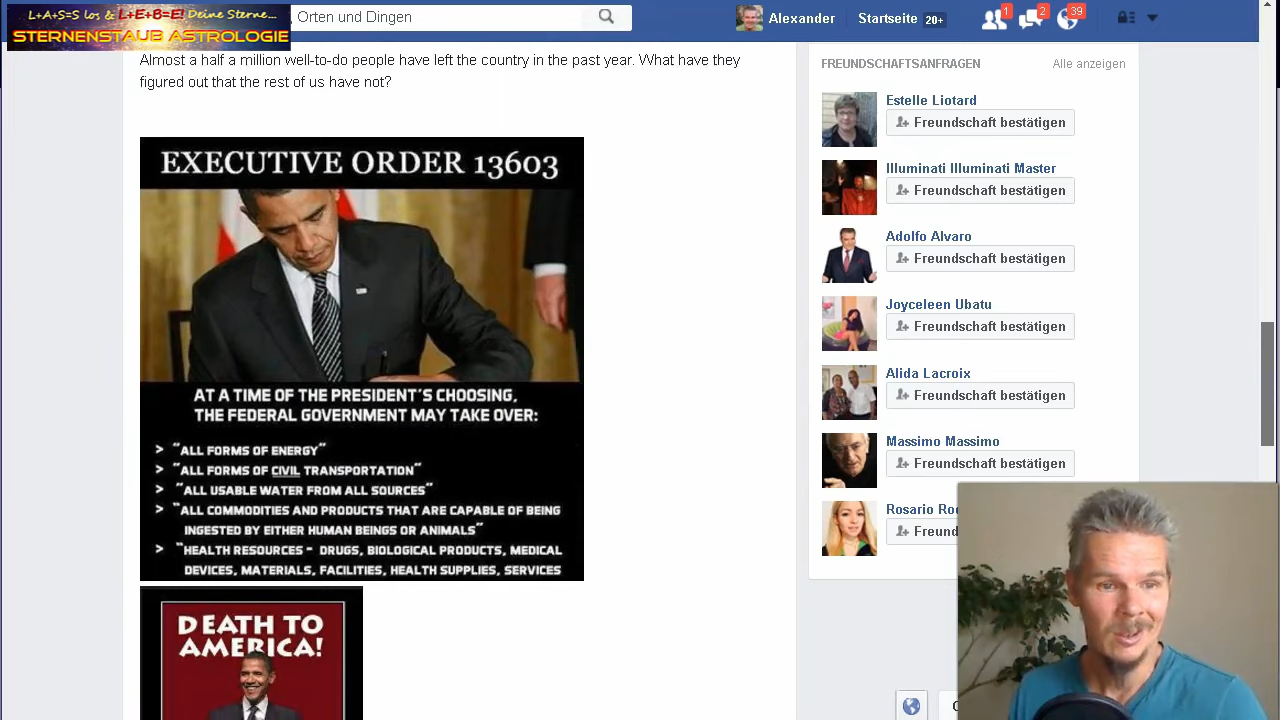 L+A+S+S los & L+E+B+E! Deine Sterne...
STERNENSTAUB ASTROLOGIE
, Orten und Dingen
Alexander
Startseite 20+
1
2
39
Almost a half a million well-to-do people have left the country in the past year. What have they
figured out that the rest of us have not?
EXECUTIVE ORDER 13603
AT A TIME OF THE PRESIDENT'S CHOOSING,
THE FEDERAL GOVERNMENT MAY TAKE OVER:
> "ALL FORMS OF ENERGY"
> "ALL FORMS OF CIVIL TRANSPORTATION"
> "ALL USABLE WATER FROM ALL SOURCES"
> "ALL COMMODITIES AND PRODUCTS THAT ARE CAPABLE OF BEING
INGESTED BY EITHER HUMAN BEINGS OR ANIMALS"
> "HEALTH RESOURCES - DRUGS, BIOLOGICAL PRODUCTS, MEDICAL
DEVICES, MATERIALS, FACILITIES, HEALTH SUPPLIES, SERVICES
DEATH TO
AMERICA!
FREUNDSCHAFTSANFRAGEN
Alle anzeigen
Estelle Liotard
Freundschaft bestätigen
Illuminati Illuminati Master
Freundschaft bestätigen
Adolfo Alvaro
Freundschaft bestätigen
Joyceleen Ubatu
Freundschaft bestätigen
Alida Lacroix
Freundschaft bestätigen
Massimo Massimo
Freundschaft bestätigen
Rosario Ro
Freund